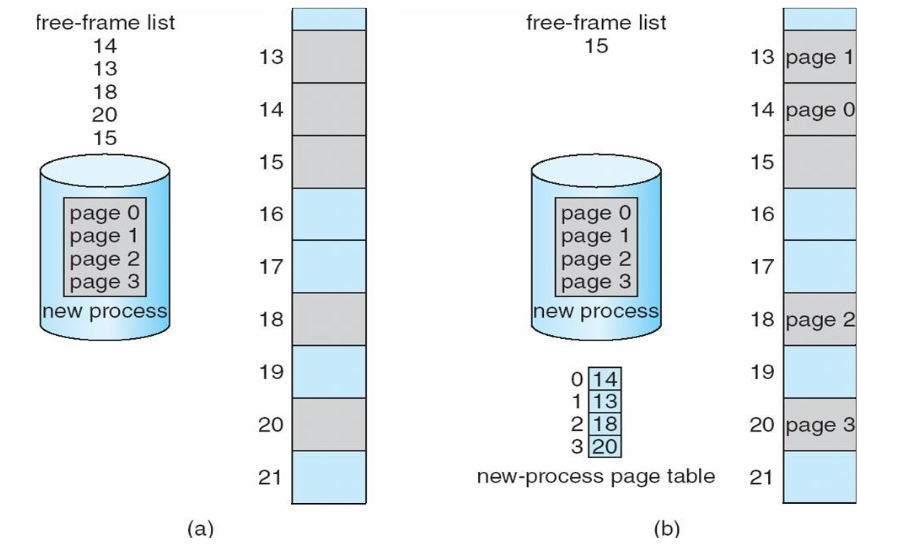 free-frame list
14
13
18
20
15
page 0
page 1
page 2
page 3
new process
13
14
15
16
17
18
19
20
21
(a)
free-frame list
15
page 0
page 1
page 2
page 3
new process
0 14
1 13
2 18
3 20
new-process page table
13 page 1
14 page 0
15
16
17
18 page 2
19
20 page 3
21
(b)